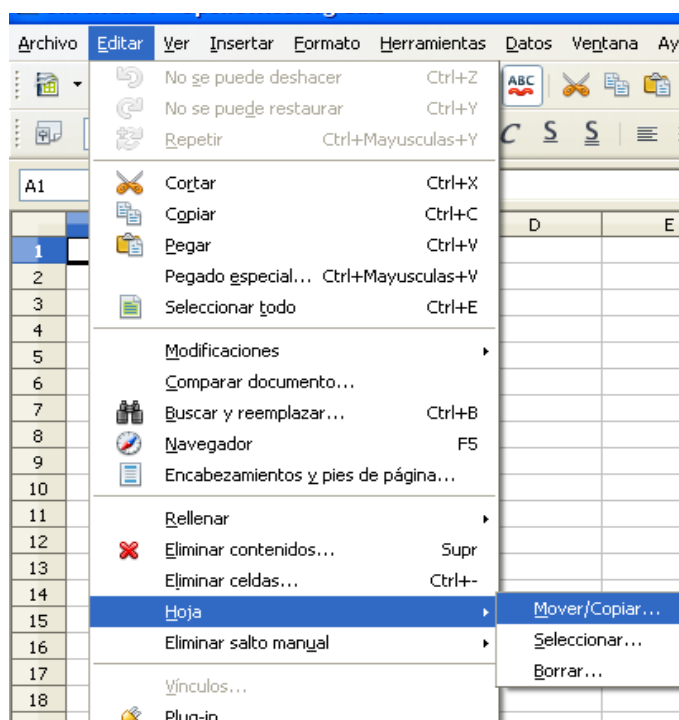 Archivo Editar Ver Insertar Formato Herramientas Datos Ventana Ay
No se puede deshacer Ctrl+Z
ABC
No se puede restaurar Ctrl+Y
Repetir Ctrl+Mayusculas+Y
C S S
A1
Cortar Ctrl+X
Copiar Ctrl+C
D E
1
Pegar Ctrl+V
2
Pegado especial... Ctrl+Mayusculas+V
3
Seleccionar todo Ctrl+E
4
5
Modificaciones
6
Comparar documento...
7
Buscar y reemplazar... Ctrl+B
8
Navegador F5
9
Encabezamientos y pies de página...
10
11
Rellenar
12
Eliminar contenidos... Supr
13
Eliminar celdas... Ctrl+-
14
Hoja
Mover/Copiar...
15
Eliminar salto manual
Seleccionar...
16
17
Borrar...
Vínculos...
18
Plug-in